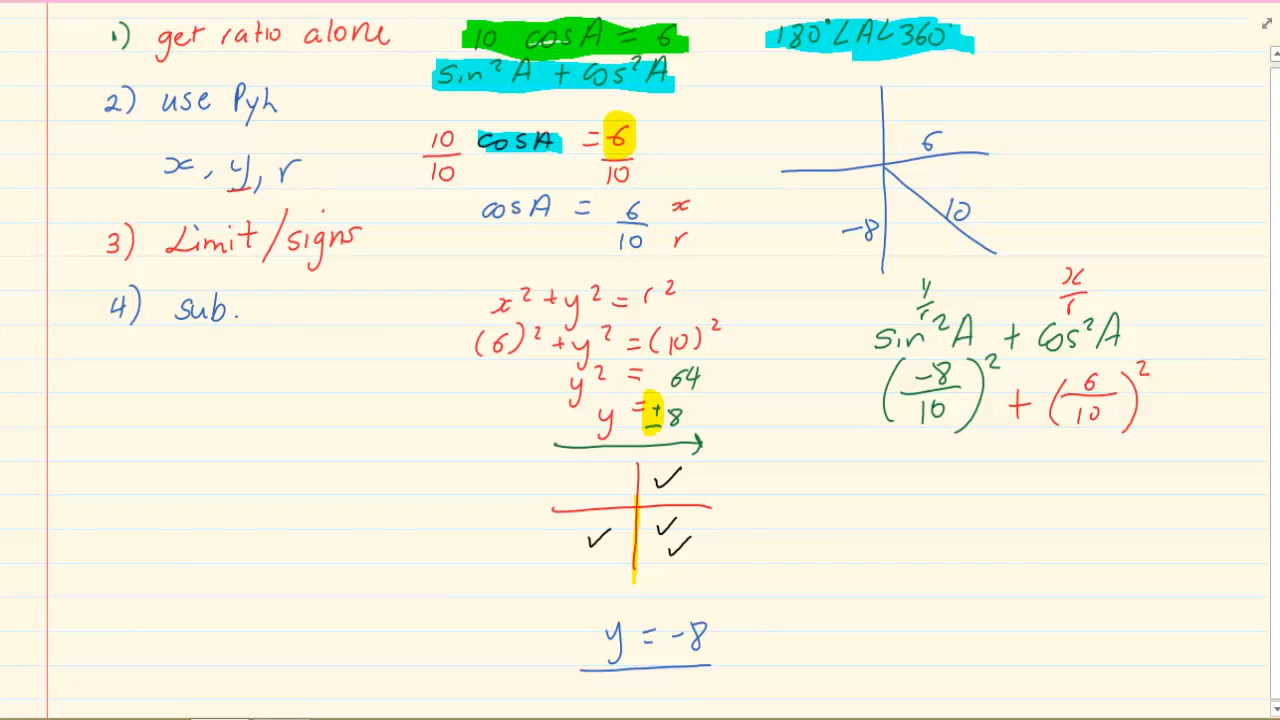 1) get ratio alone
10 cosA = 6
180° < A < 360°
sin²A + cos²A
2) use Pyh
x, y, r
10/10 cosA = 6/10
cosA = 6/10 x/r
3) Limit/signs
4) sub.
x² + y² = r²
(6)² + y² = (10)²
y² = 64
y = ±8
✓
✓ ✓
✓
y = -8
6
10
-8
y/r x/r
sin²A + cos²A
(-8/10)² + (6/10)²